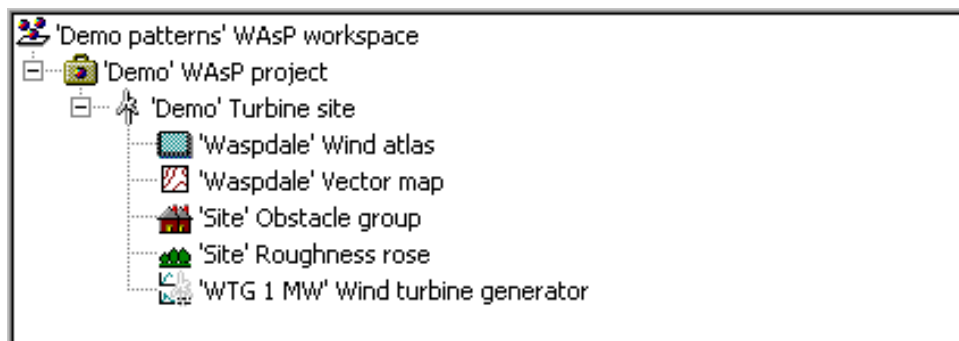 'Demo patterns' WAsP workspace
'Demo' WAsP project
'Demo' Turbine site
'Waspdale' Wind atlas
'Waspdale' Vector map
'Site' Obstacle group
'Site' Roughness rose
'WTG 1 MW' Wind turbine generator